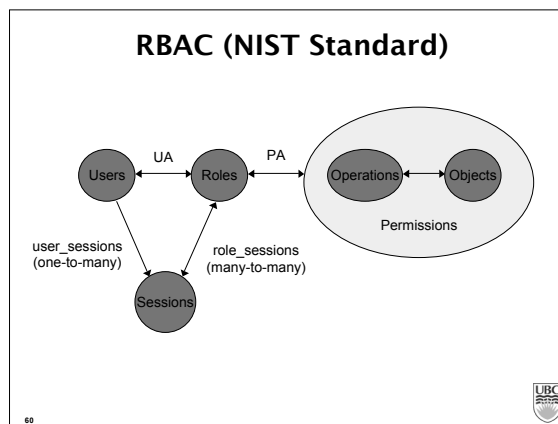 RBAC (NIST Standard)
UA
PA
Users
Roles
Operations
Objects
Permissions
user_sessions
(one-to-many)
role_sessions
(many-to-many)
Sessions
60
UBC